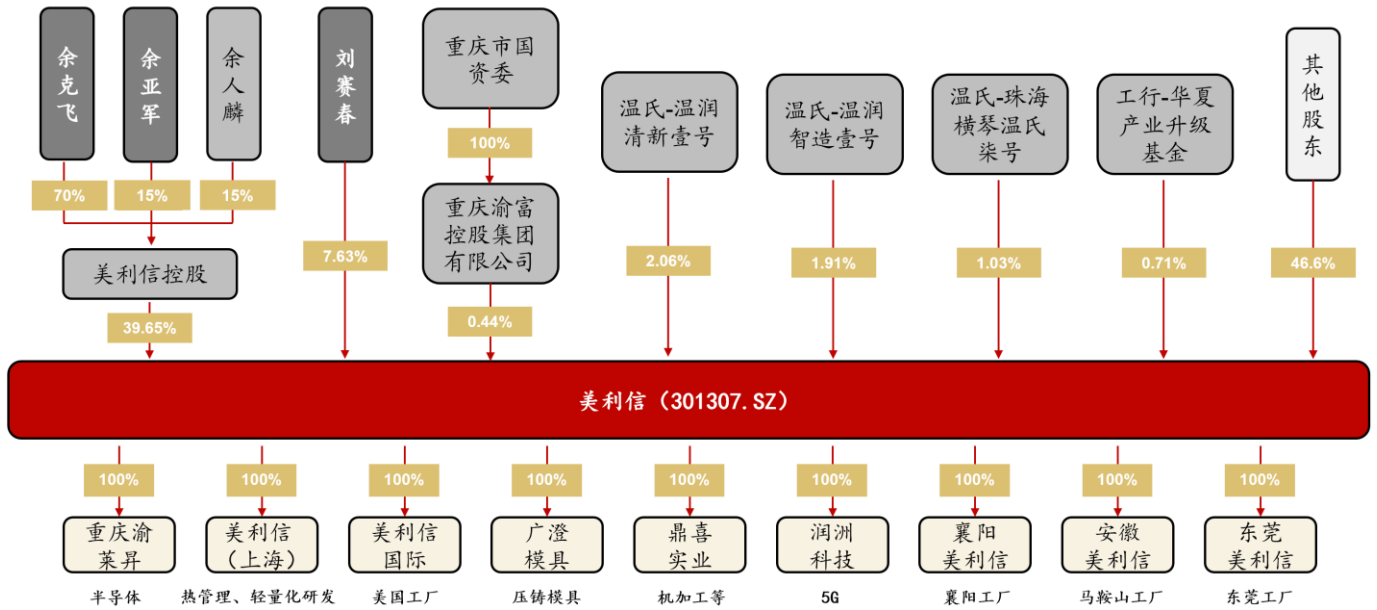 余克飞
余亚军
余人麟
刘赛春
重庆市国
资委
温氏-温润
清新壹号
温氏-温润
智造壹号
温氏-珠海
横琴温氏
柒号
工行-华夏
产业升级
基金
其他股东
70%
15%
15%
100%
美利信控股
重庆渝富
控股集团
有限公司
39.65%
7.63%
0.44%
2.06%
1.91%
1.03%
0.71%
46.6%
美利信（301307.SZ）
100%
100%
100%
100%
100%
100%
100%
100%
100%
重庆渝
莱昇
美利信
（上海）
美利信
国际
广澄
模具
鼎喜
实业
润洲
科技
襄阳
美利信
安徽
美利信
东莞
美利信
半导体
热管理、轻量化研发
美国工厂
压铸模具
机加工等
5G
襄阳工厂
马鞍山工厂
东莞工厂